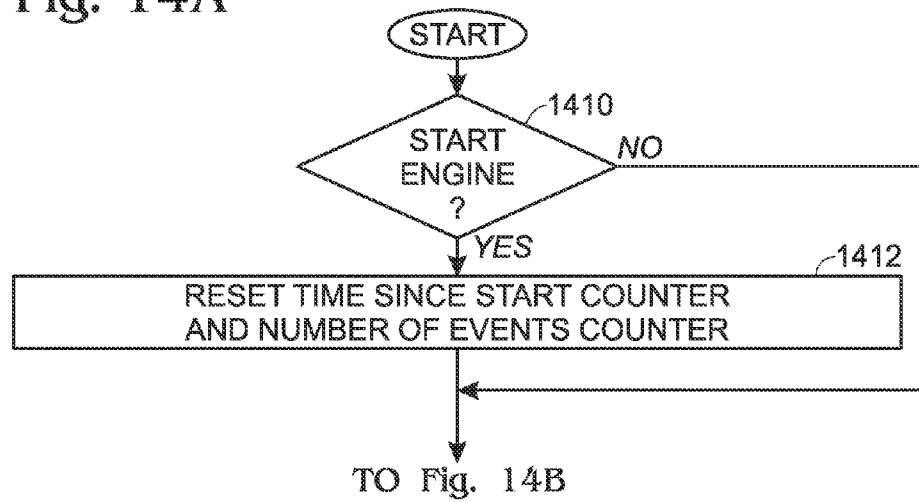 Fig. 14A
START
1410
START
ENGINE
?
NO
YES
1412
RESET TIME SINCE START COUNTER
AND NUMBER OF EVENTS COUNTER
TO Fig. 14B